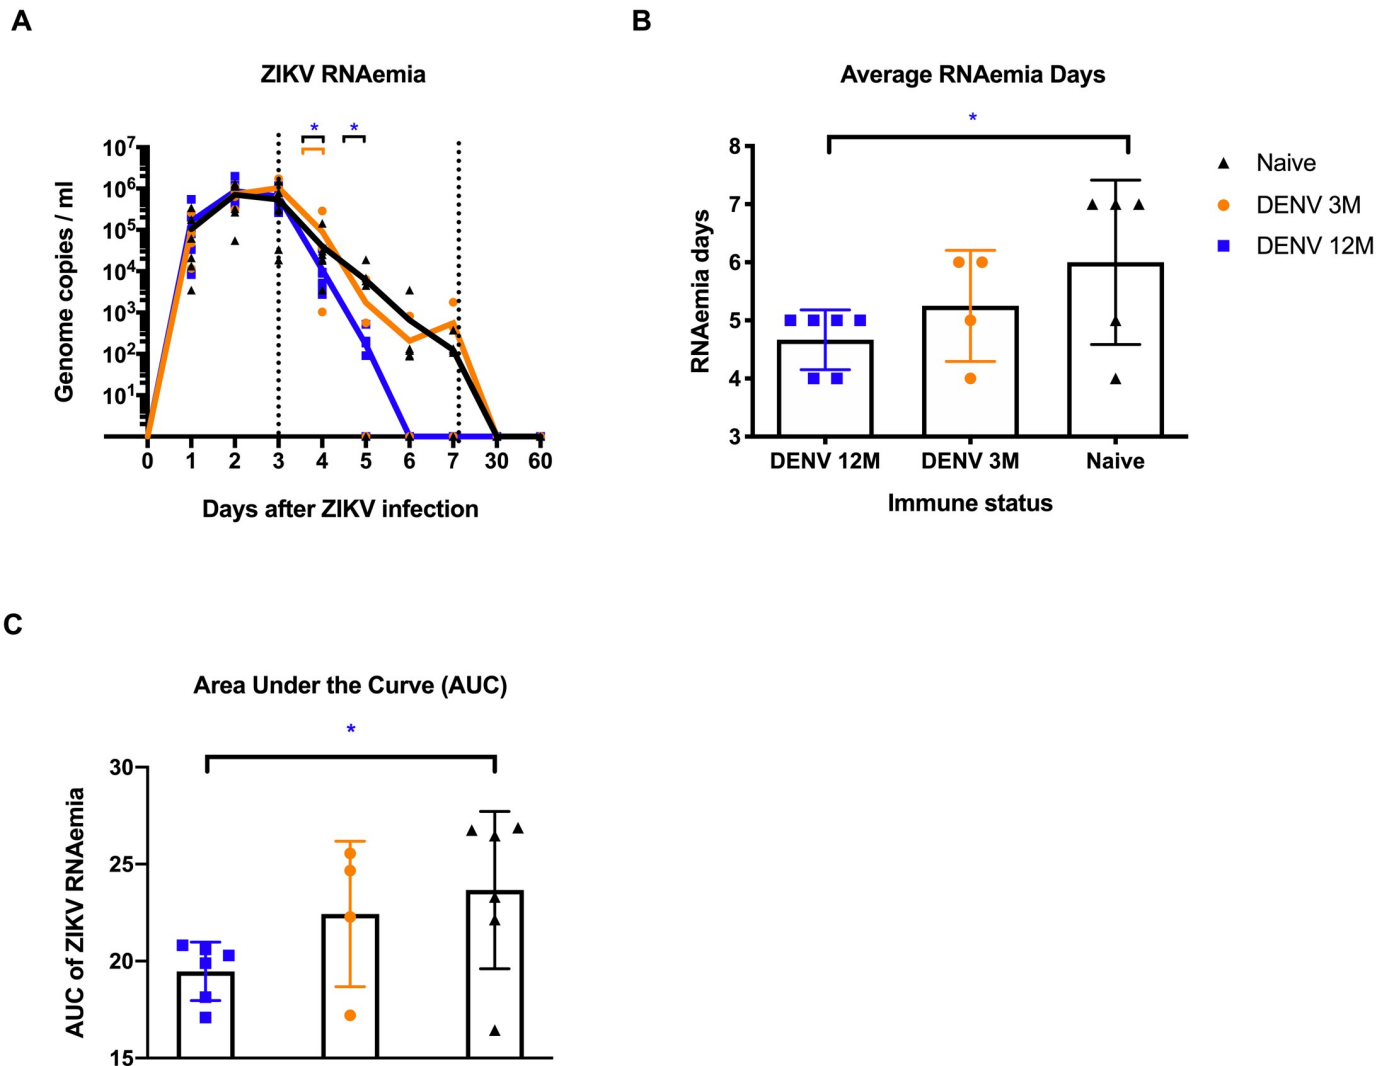 A
ZIKV RNAemia
* *
10^7
10^6
10^5
10^4
10^3
10^2
10^1
Genome copies / ml
0 1 2 3 4 5 6 7 30 60
Days after ZIKV infection
B
Average RNAemia Days
*
8
7
6
5
4
3
RNAemia days
DENV 12M DENV 3M Naive
Immune status
Naive
DENV 3M
DENV 12M
C
Area Under the Curve (AUC)
*
30
25
20
15
AUC of ZIKV RNAemia